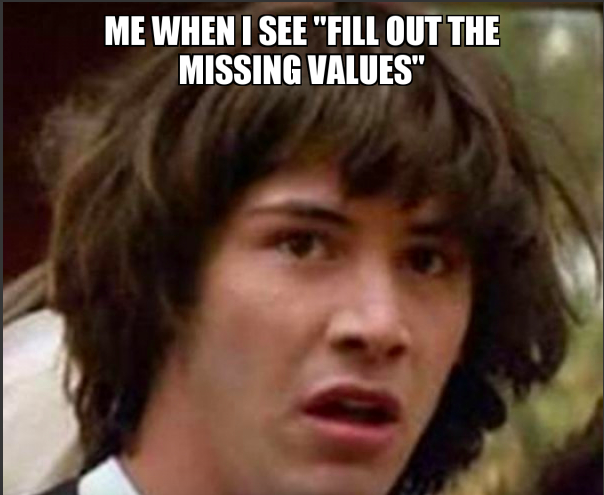 ME WHEN I SEE "FILL OUT THE
MISSING VALUES"